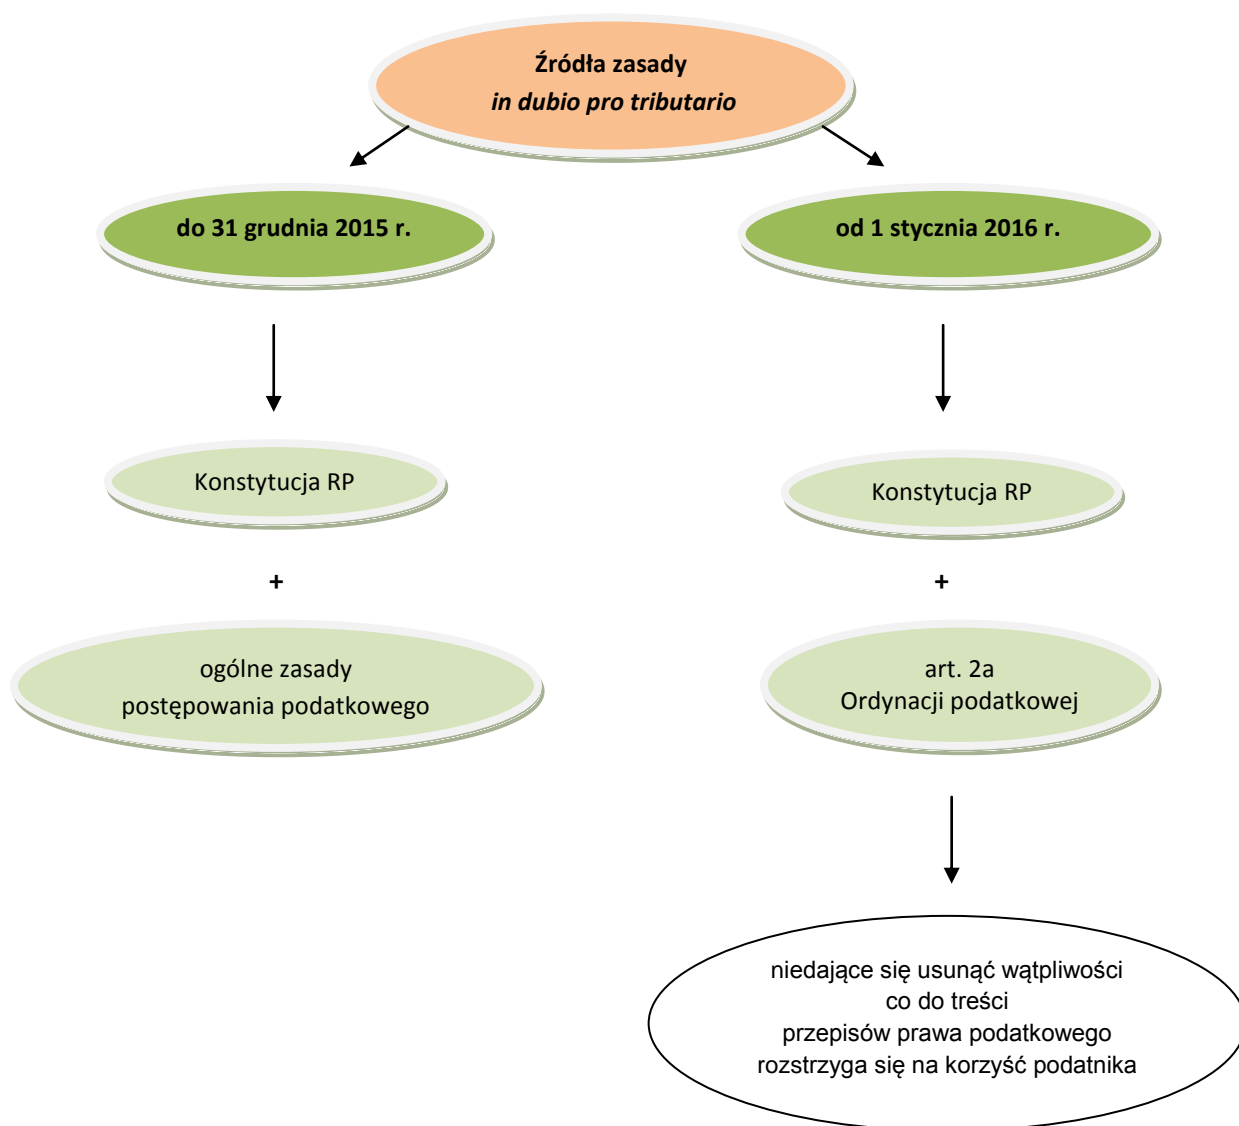 Źródła zasady
in dubio pro tributario
do 31 grudnia 2015 r.
od 1 stycznia 2016 r.
Konstytucja RP
Konstytucja RP
+
+
ogólne zasady
postępowania podatkowego
art. 2a
Ordynacji podatkowej
niedające się usunąć wątpliwości
co do treści
przepisów prawa podatkowego
rozstrzyga się na korzyść podatnika